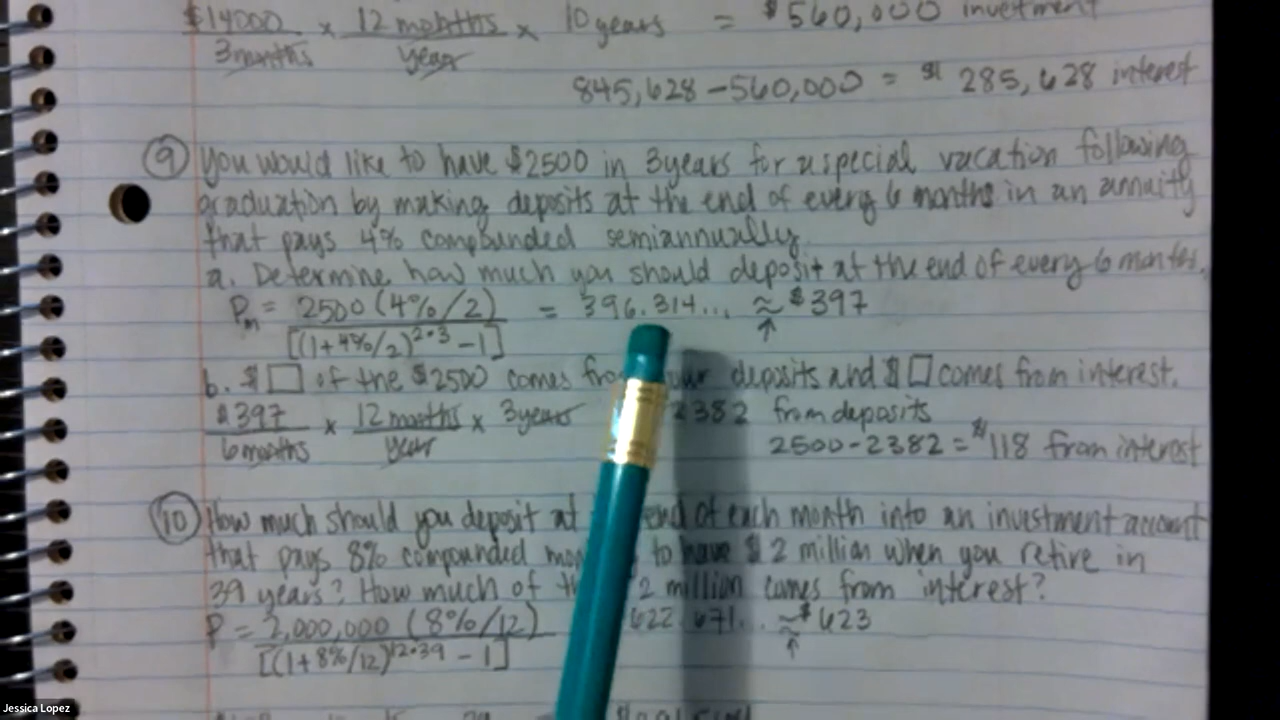 $14000 / 3 months × 12 months / year × 10 years = $560,000 investment
845,628 – 560,000 = $285,628 interest
9 You would like to have $2500 in 3 years for a special vacation following
graduation by making deposits at the end of every 6 months in an annuity
that pays 4% compounded semiannually.
a. Determine how much you should deposit at the end of every 6 months.
Pm = 2500 (4%/2) / [(1+4%/2)^2·3 – 1] = 396.314... ≈ $397
b. $□ of the $2500 comes from your deposits and $□ comes from interest.
$397 / 6 months × 12 months / year × 3 years 2382 from deposits
2500 – 2382 = $118 from interest
10 How much should you deposit at end of each month into an investment account
that pays 8% compounded to have $2 million when you retire in
39 years? How much of 2 million comes from interest?
P = 2,000,000 (8%/12) / [(1+8%/12)^12·39 – 1] 622.671... ≈ $623
Jessica Lopez